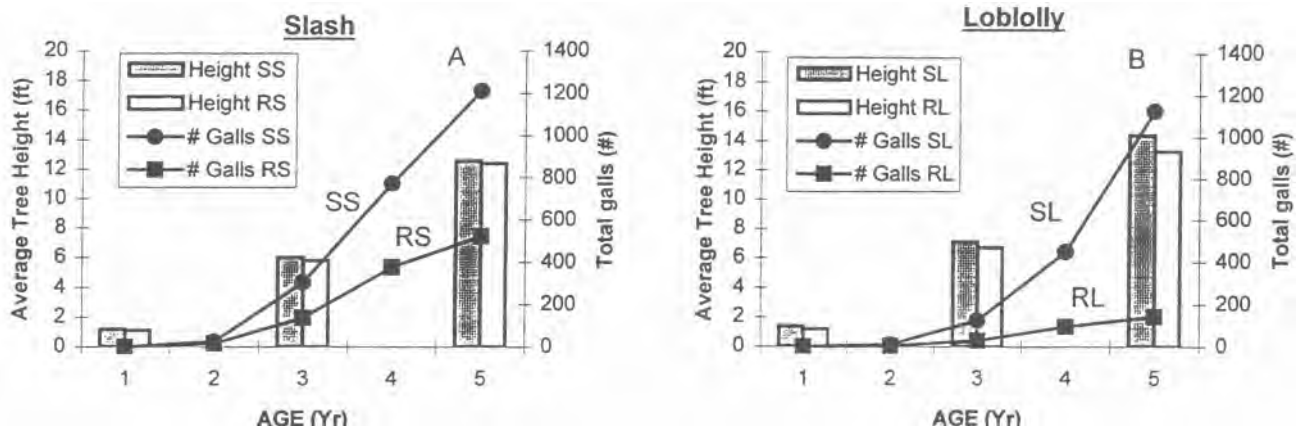 Slash
A
Average Tree Height (ft)
20
18
16
14
12
10
8
6
4
2
0
Height SS
Height RS
# Galls SS
# Galls RS
SS
RS
1400
1200
1000
800
600
400
200
0
Total galls (#)
1 2 3 4 5
AGE (Yr)
Loblolly
B
Average Tree Height (ft)
20
18
16
14
12
10
8
6
4
2
0
Height SL
Height RL
# Galls SL
# Galls RL
SL
RL
1400
1200
1000
800
600
400
200
0
Total galls (#)
1 2 3 4 5
AGE (Yr)